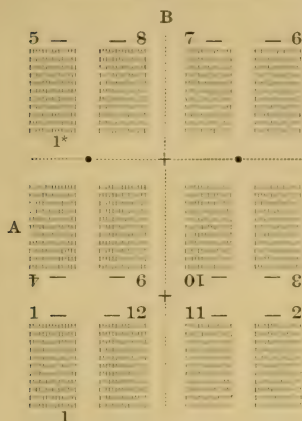 B
5 — — 8 7 — — 6
1*
A
4 — — 9 10 — — 3
1 — — 12 11 — — 2
1